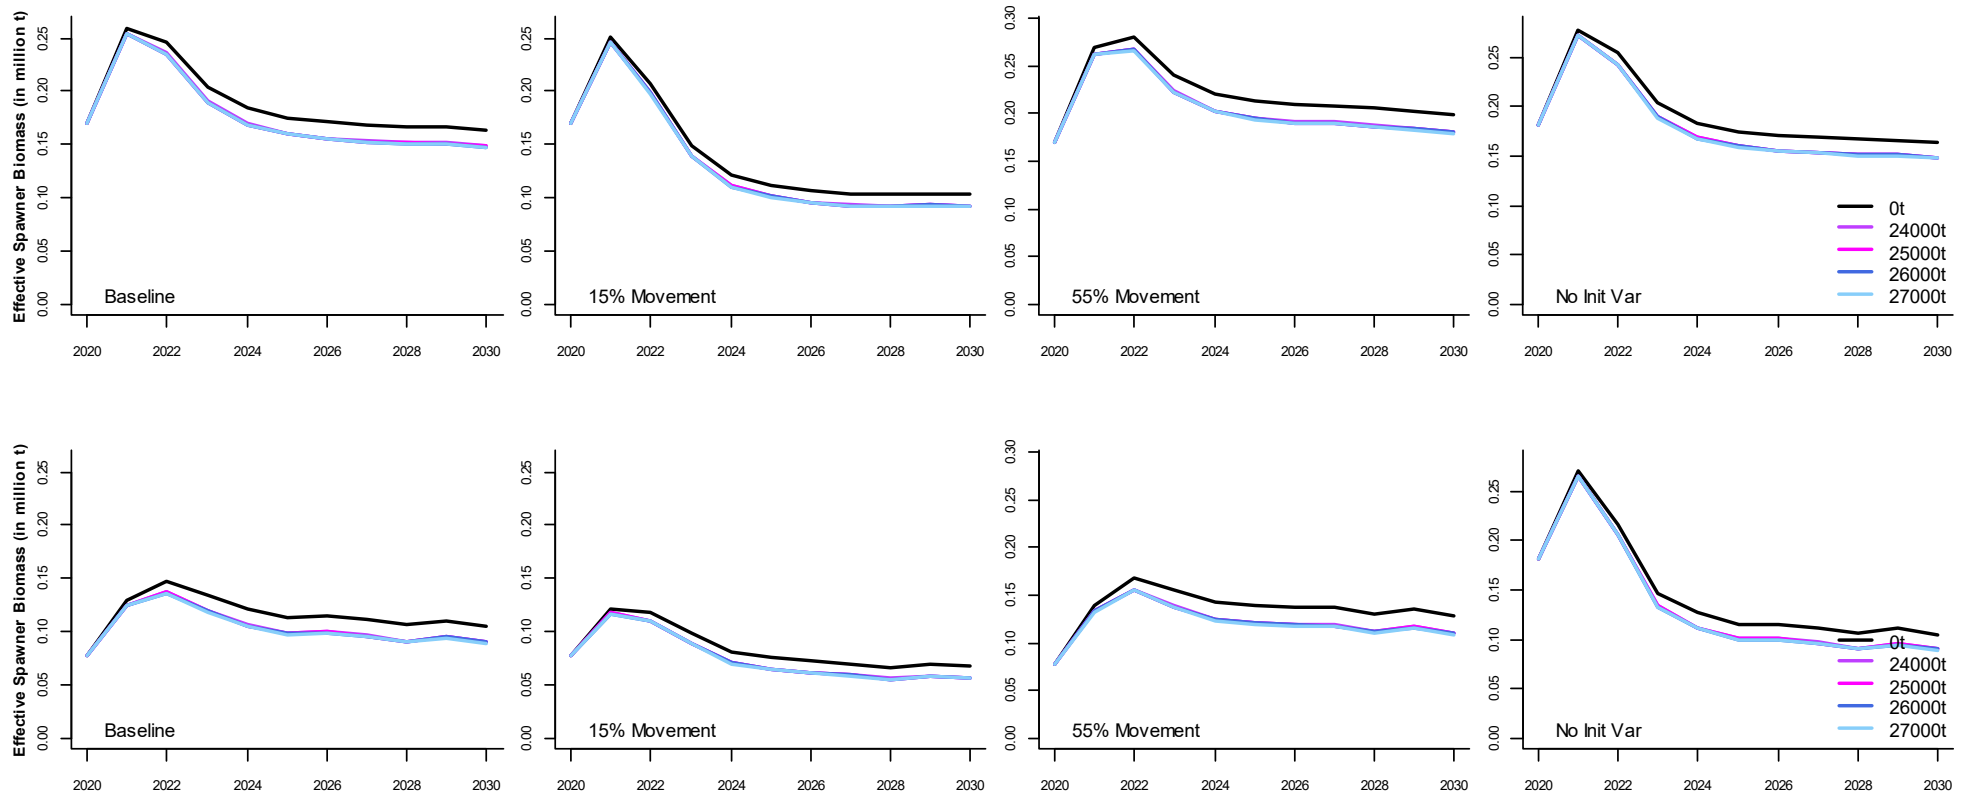 Effective Spawner Biomass (in million t)
0.00 0.05 0.10 0.15 0.20 0.25
Baseline
2020 2022 2024 2026 2028 2030
0.00 0.05 0.10 0.15 0.20 0.25
15% Movement
2020 2022 2024 2026 2028 2030
0.00 0.05 0.10 0.15 0.20 0.25 0.30
55% Movement
2020 2022 2024 2026 2028 2030
0.00 0.05 0.10 0.15 0.20 0.25
0t
24000t
25000t
26000t
27000t
No Init Var
2020 2022 2024 2026 2028 2030
Effective Spawner Biomass (in million t)
0.00 0.05 0.10 0.15 0.20 0.25
Baseline
2020 2022 2024 2026 2028 2030
0.00 0.05 0.10 0.15 0.20 0.25
15% Movement
2020 2022 2024 2026 2028 2030
0.00 0.05 0.10 0.15 0.20 0.25 0.30
55% Movement
2020 2022 2024 2026 2028 2030
0.00 0.05 0.10 0.15 0.20 0.25
0t
24000t
25000t
26000t
27000t
No Init Var
2020 2022 2024 2026 2028 2030